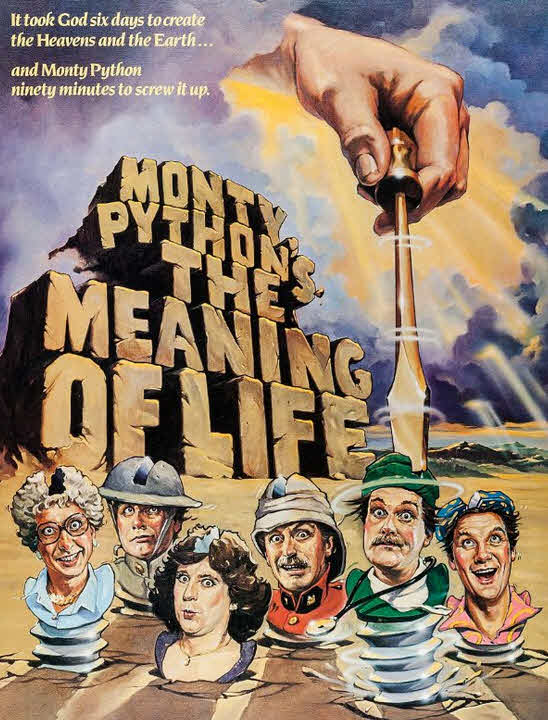 It took God six days to create
the Heavens and the Earth...
and Monty Python
ninety minutes to screw it up.
MONTY
PYTHON'S
THE
MEANING
OF LIFE